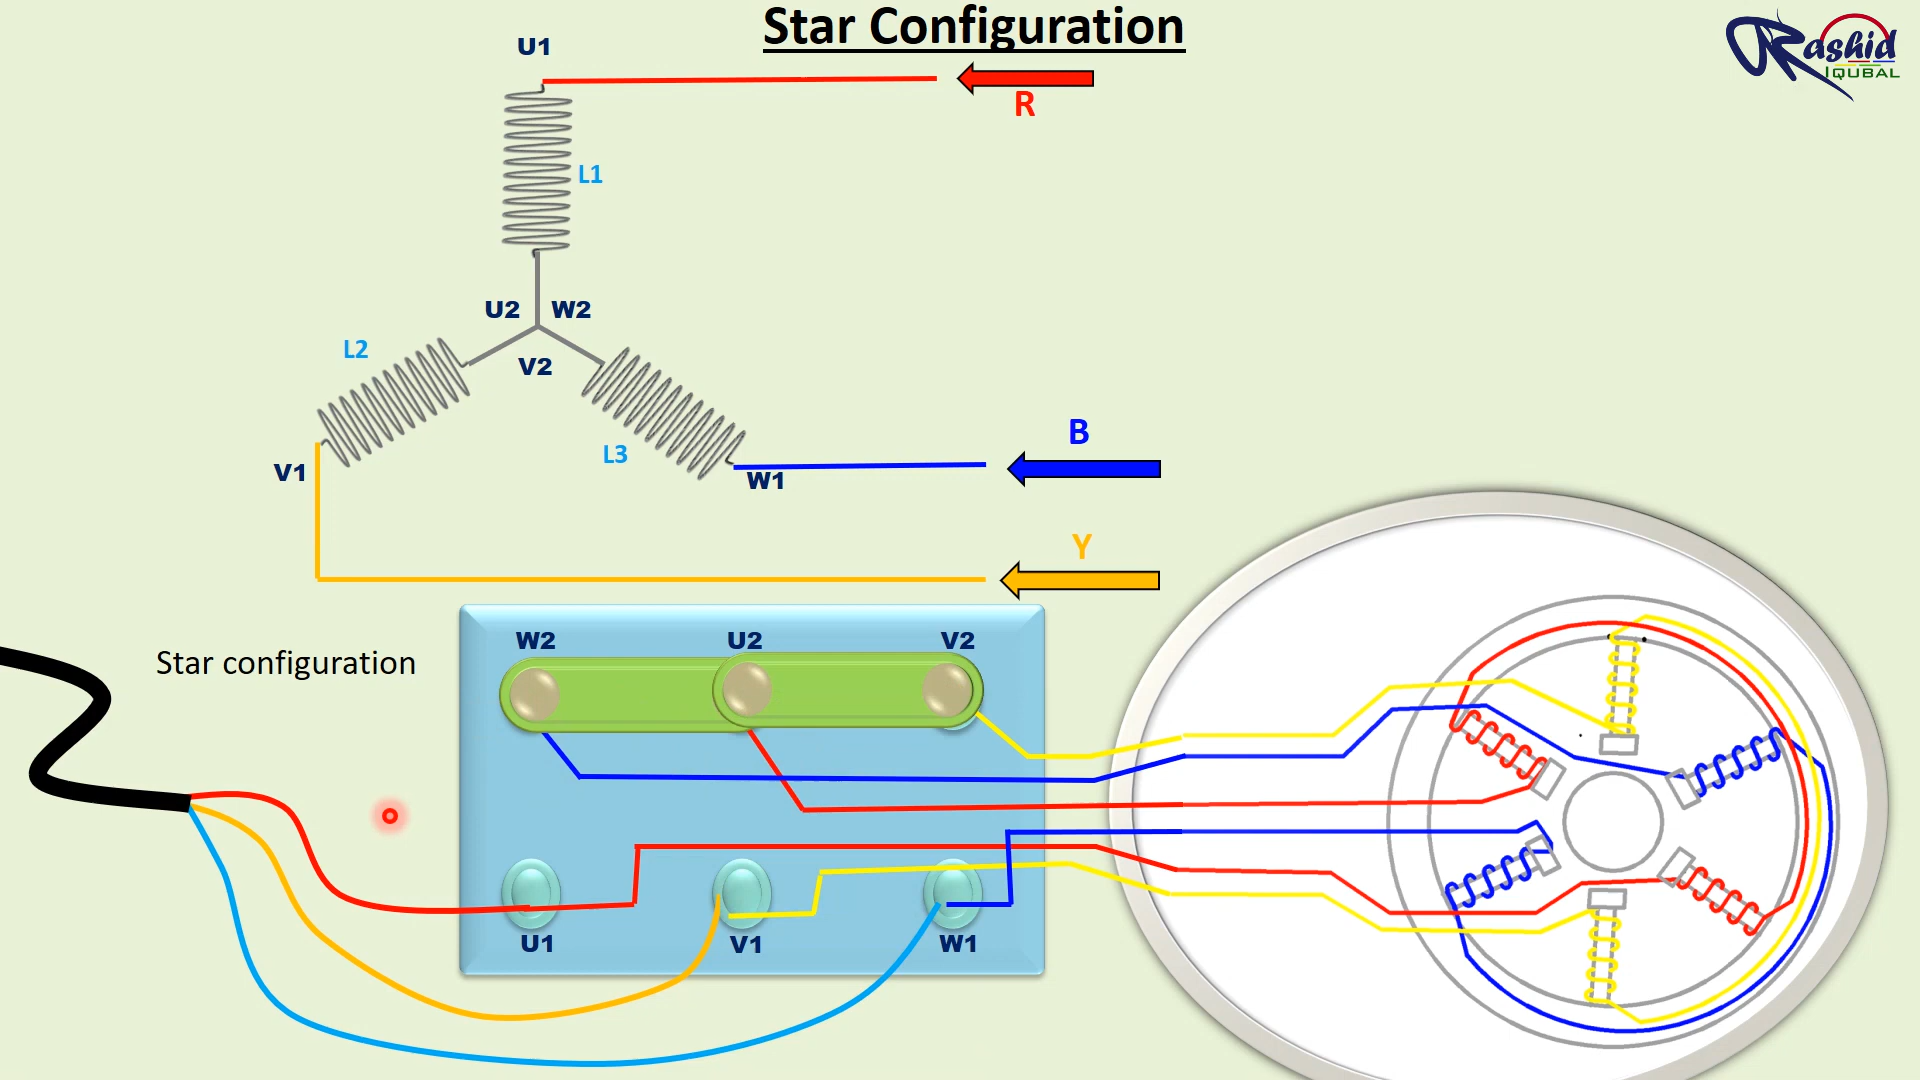 Star Configuration
Rashid
IQUBAL
U1
R
L1
U2 W2
L2
V2
B
L3
V1
W1
Y
Star configuration
W2 U2 V2
U1 V1 W1